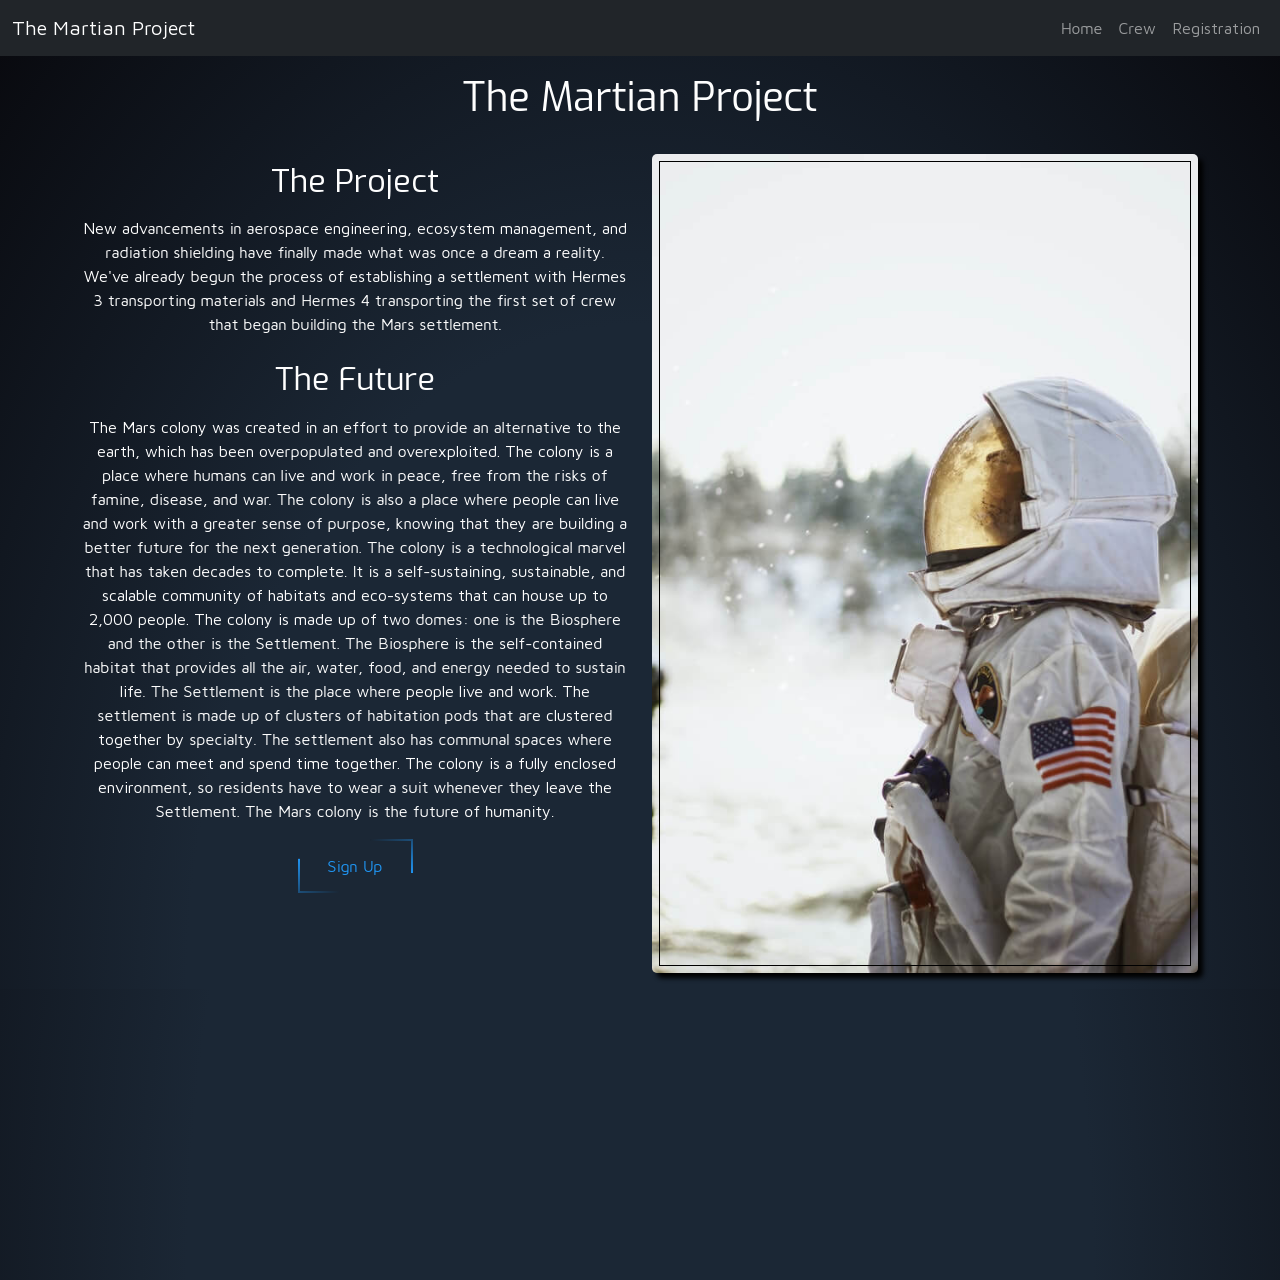 The Martian Project
Home Crew Registration
The Martian Project
The Project
New advancements in aerospace engineering, ecosystem management, and
radiation shielding have finally made what was once a dream a reality.
We've already begun the process of establishing a settlement with Hermes
3 transporting materials and Hermes 4 transporting the first set of crew
that began building the Mars settlement.
The Future
The Mars colony was created in an effort to provide an alternative to the
earth, which has been overpopulated and overexploited. The colony is a
place where humans can live and work in peace, free from the risks of
famine, disease, and war. The colony is also a place where people can live
and work with a greater sense of purpose, knowing that they are building a
better future for the next generation. The colony is a technological marvel
that has taken decades to complete. It is a self-sustaining, sustainable, and
scalable community of habitats and eco-systems that can house up to
2,000 people. The colony is made up of two domes: one is the Biosphere
and the other is the Settlement. The Biosphere is the self-contained
habitat that provides all the air, water, food, and energy needed to sustain
life. The Settlement is the place where people live and work. The
settlement is made up of clusters of habitation pods that are clustered
together by specialty. The settlement also has communal spaces where
people can meet and spend time together. The colony is a fully enclosed
environment, so residents have to wear a suit whenever they leave the
Settlement. The Mars colony is the future of humanity.
Sign Up